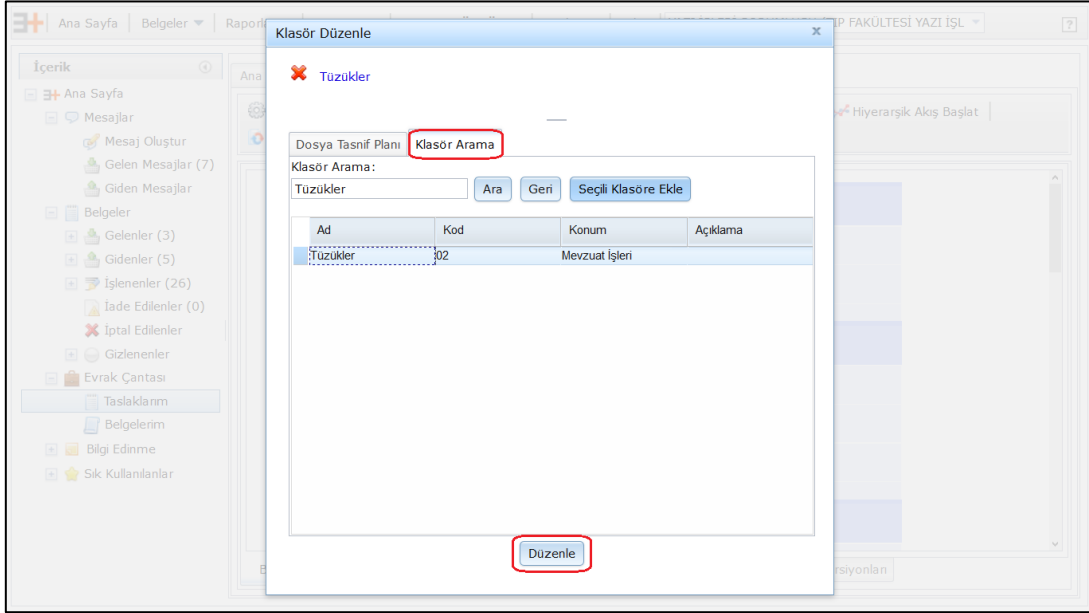 Ana Sayfa Belgeler
FAKÜLTESİ YAZI İŞL
?
İçerik
Ana Sayfa
Mesajlar
Mesaj Oluştur
Gelen Mesajlar (7)
Giden Mesajlar
Belgeler
Gelenler (3)
Gidenler (5)
İşlenenler (26)
İade Edilenler (0)
İptal Edilenler
Gizlenenler
Evrak Çantası
Taslaklarım
Belgelerim
Bilgi Edinme
Sık Kullanılanlar
Ana
Hiyerarşik Akış Başlat
Klasör Düzenle
x
Tüzükler
Dosya Tasnif Planı Klasör Arama
Klasör Arama:
Tüzükler Ara Geri Seçili Klasöre Ekle
Ad Kod Konum Açıklama
Tüzükler 02 Mevzuat İşleri
Düzenle